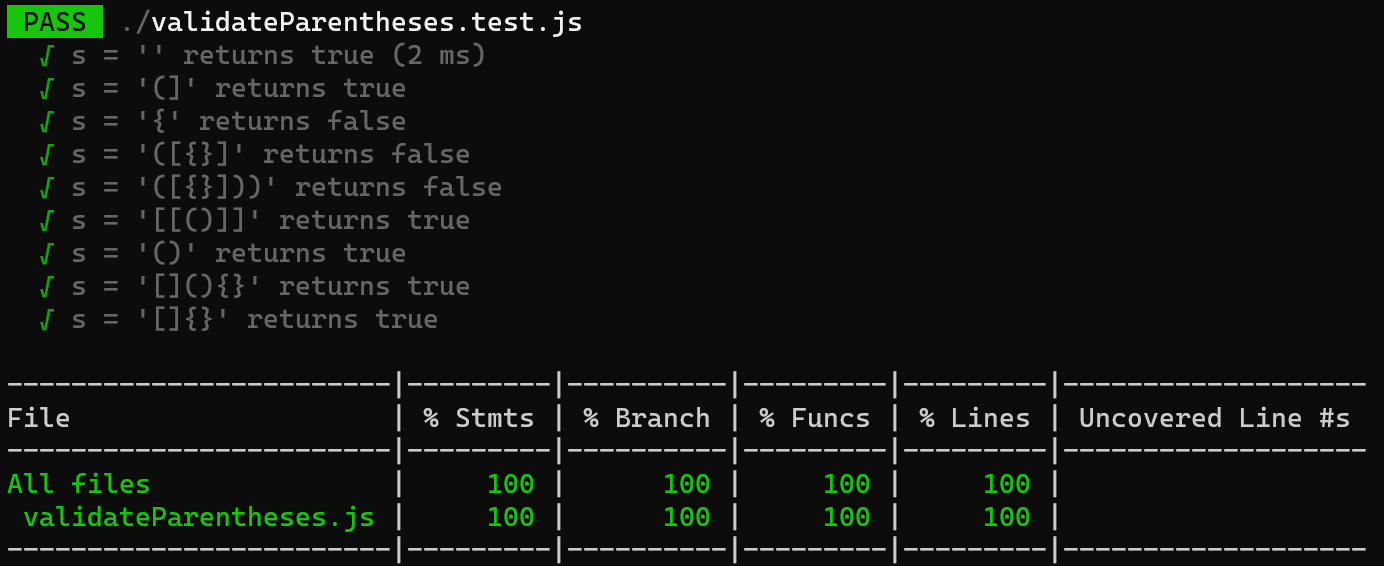 PASS ./validateParentheses.test.js
√ s = '' returns true (2 ms)
√ s = '(]' returns true
√ s = '{' returns false
√ s = '([{}]' returns false
√ s = '([{}]))' returns false
√ s = '[[()]]' returns true
√ s = '()' returns true
√ s = '[](){}' returns true
√ s = '[]{}' returns true
------------------------|---------|----------|---------|---------|-------------------
File                    | % Stmts | % Branch | % Funcs | % Lines | Uncovered Line #s
------------------------|---------|----------|---------|---------|-------------------
All files               |     100 |      100 |     100 |     100 |
 validateParentheses.js |     100 |      100 |     100 |     100 |
------------------------|---------|----------|---------|---------|-------------------